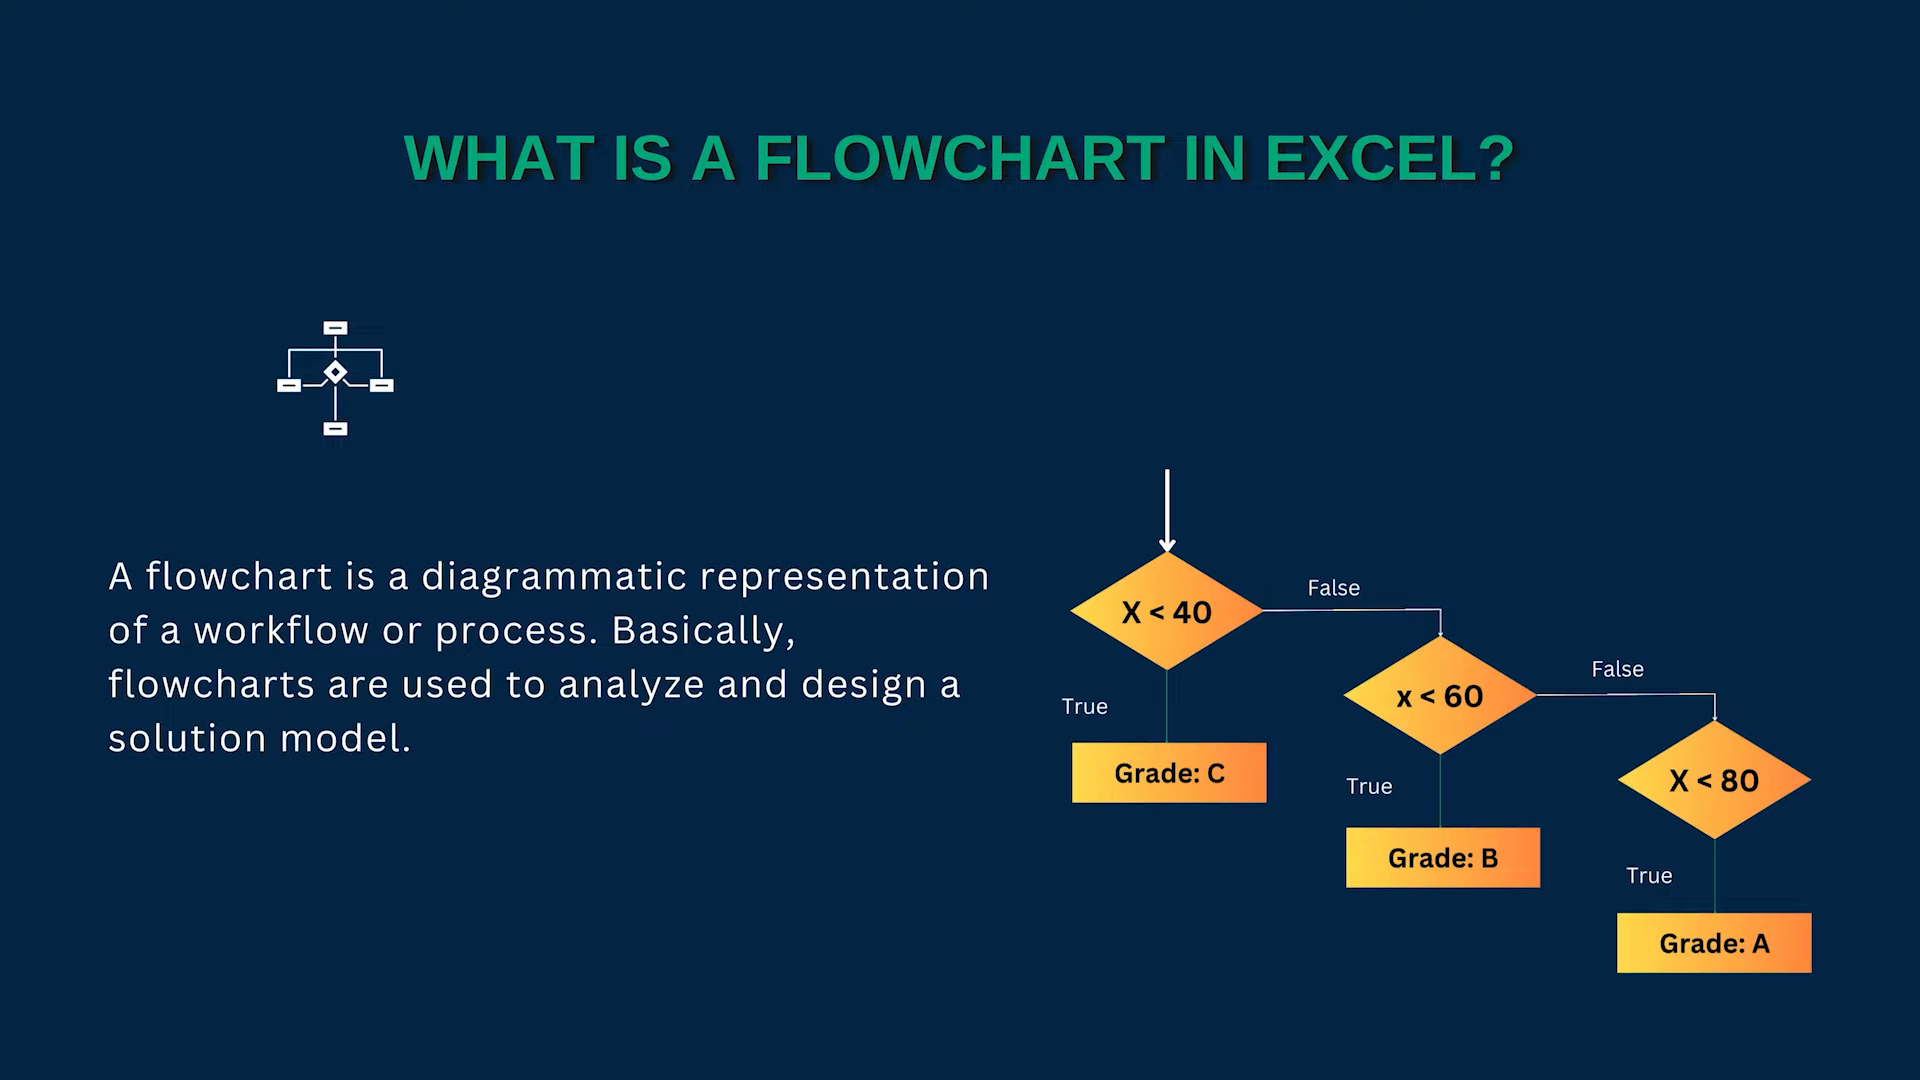 WHAT IS A FLOWCHART IN EXCEL?
A flowchart is a diagrammatic representation
of a workflow or process. Basically,
flowcharts are used to analyze and design a
solution model.
X < 40
False
True
Grade: C
x < 60
False
True
Grade: B
X < 80
True
Grade: A